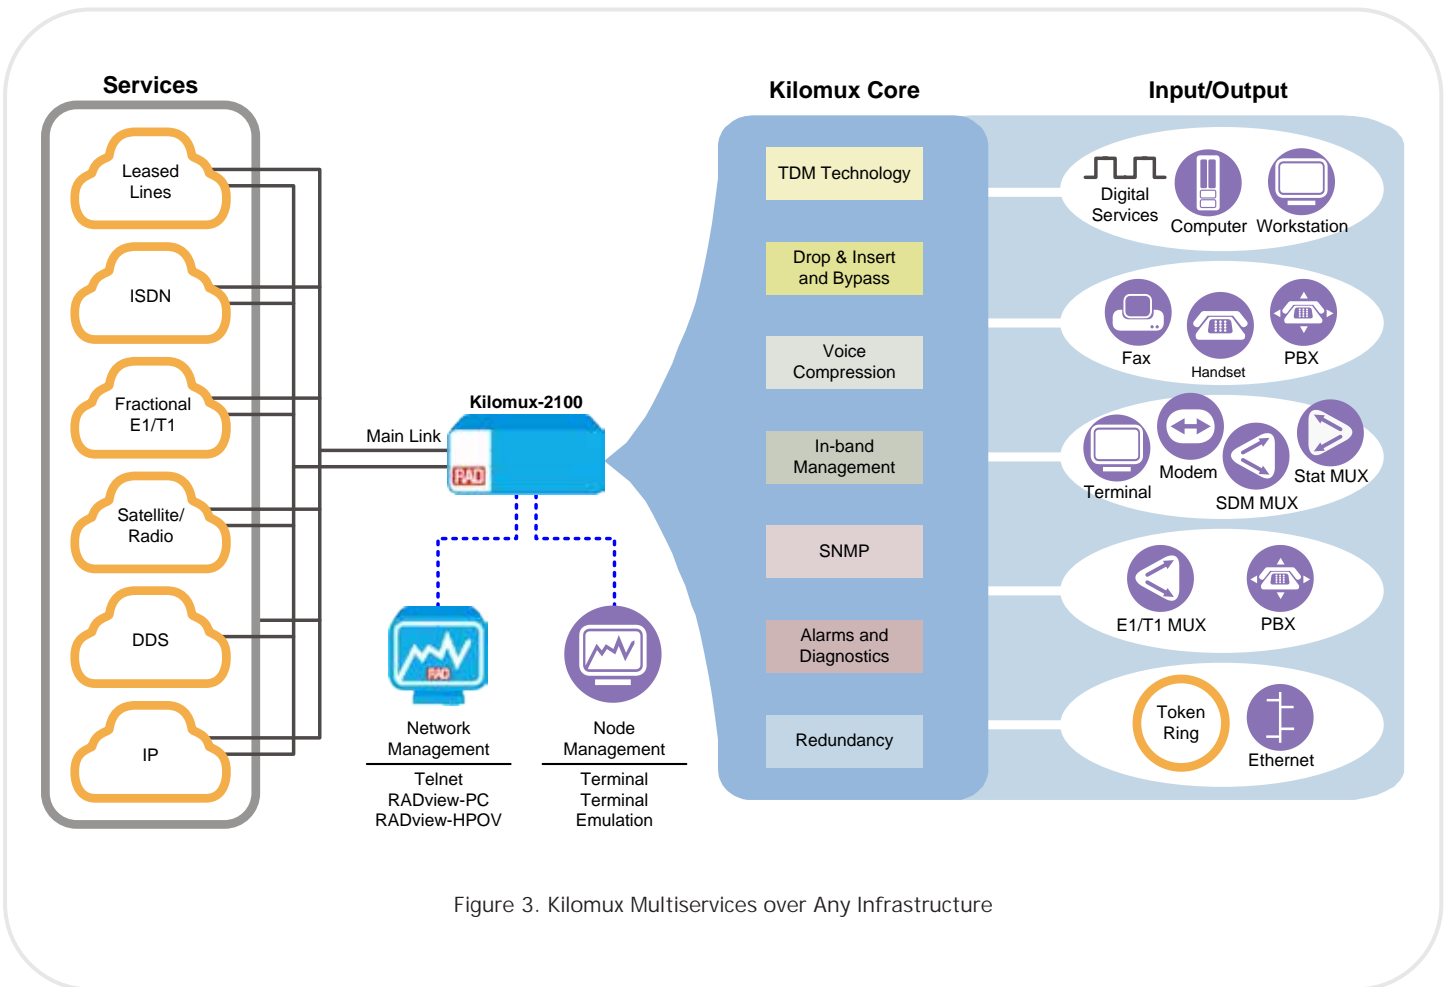 Services
Leased
Lines
ISDN
Fractional
E1/T1
Satellite/
Radio
DDS
IP
Main Link
Kilomux-2100
RAD
RAD
Network
Management
Telnet
RADview-PC
RADview-HPOV
Node
Management
Terminal
Terminal
Emulation
Kilomux Core
TDM Technology
Drop & Insert
and Bypass
Voice
Compression
In-band
Management
SNMP
Alarms and
Diagnostics
Redundancy
Input/Output
Digital
Services
Computer
Workstation
Fax
Handset
PBX
Terminal
Modem
SDM MUX
Stat MUX
E1/T1 MUX
PBX
Token
Ring
Ethernet
Figure 3. Kilomux Multiservices over Any Infrastructure